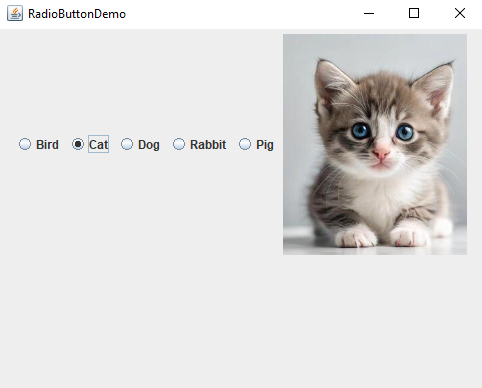 RadioButtonDemo
Bird Cat Dog Rabbit Pig